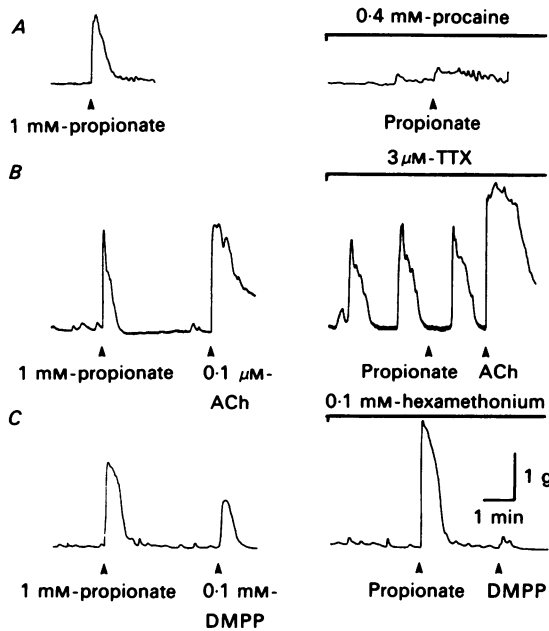 A
0·4 mM-procaine
1 mM-propionate
Propionate
B
3 μM-TTX
1 mM-propionate
0·1 μM-
ACh
Propionate
ACh
C
0·1 mM-hexamethonium
1 g
1 min
1 mM-propionate
0·1 mM-
DMPP
Propionate
DMPP